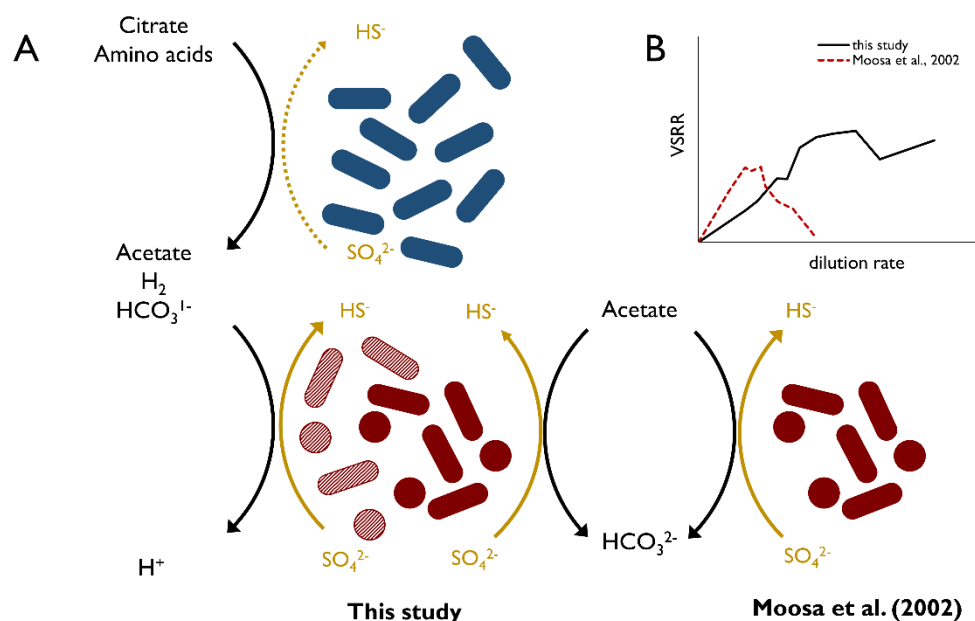 A
Citrate
Amino acids
HS⁻
SO₄²⁻
Acetate
H₂
HCO₃¹⁻
B
this study
Moosa et al., 2002
VSRR
dilution rate
HS⁻
HS⁻
Acetate
HS⁻
H⁺
SO₄²⁻
SO₄²⁻
HCO₃²⁻
SO₄²⁻
This study
Moosa et al. (2002)